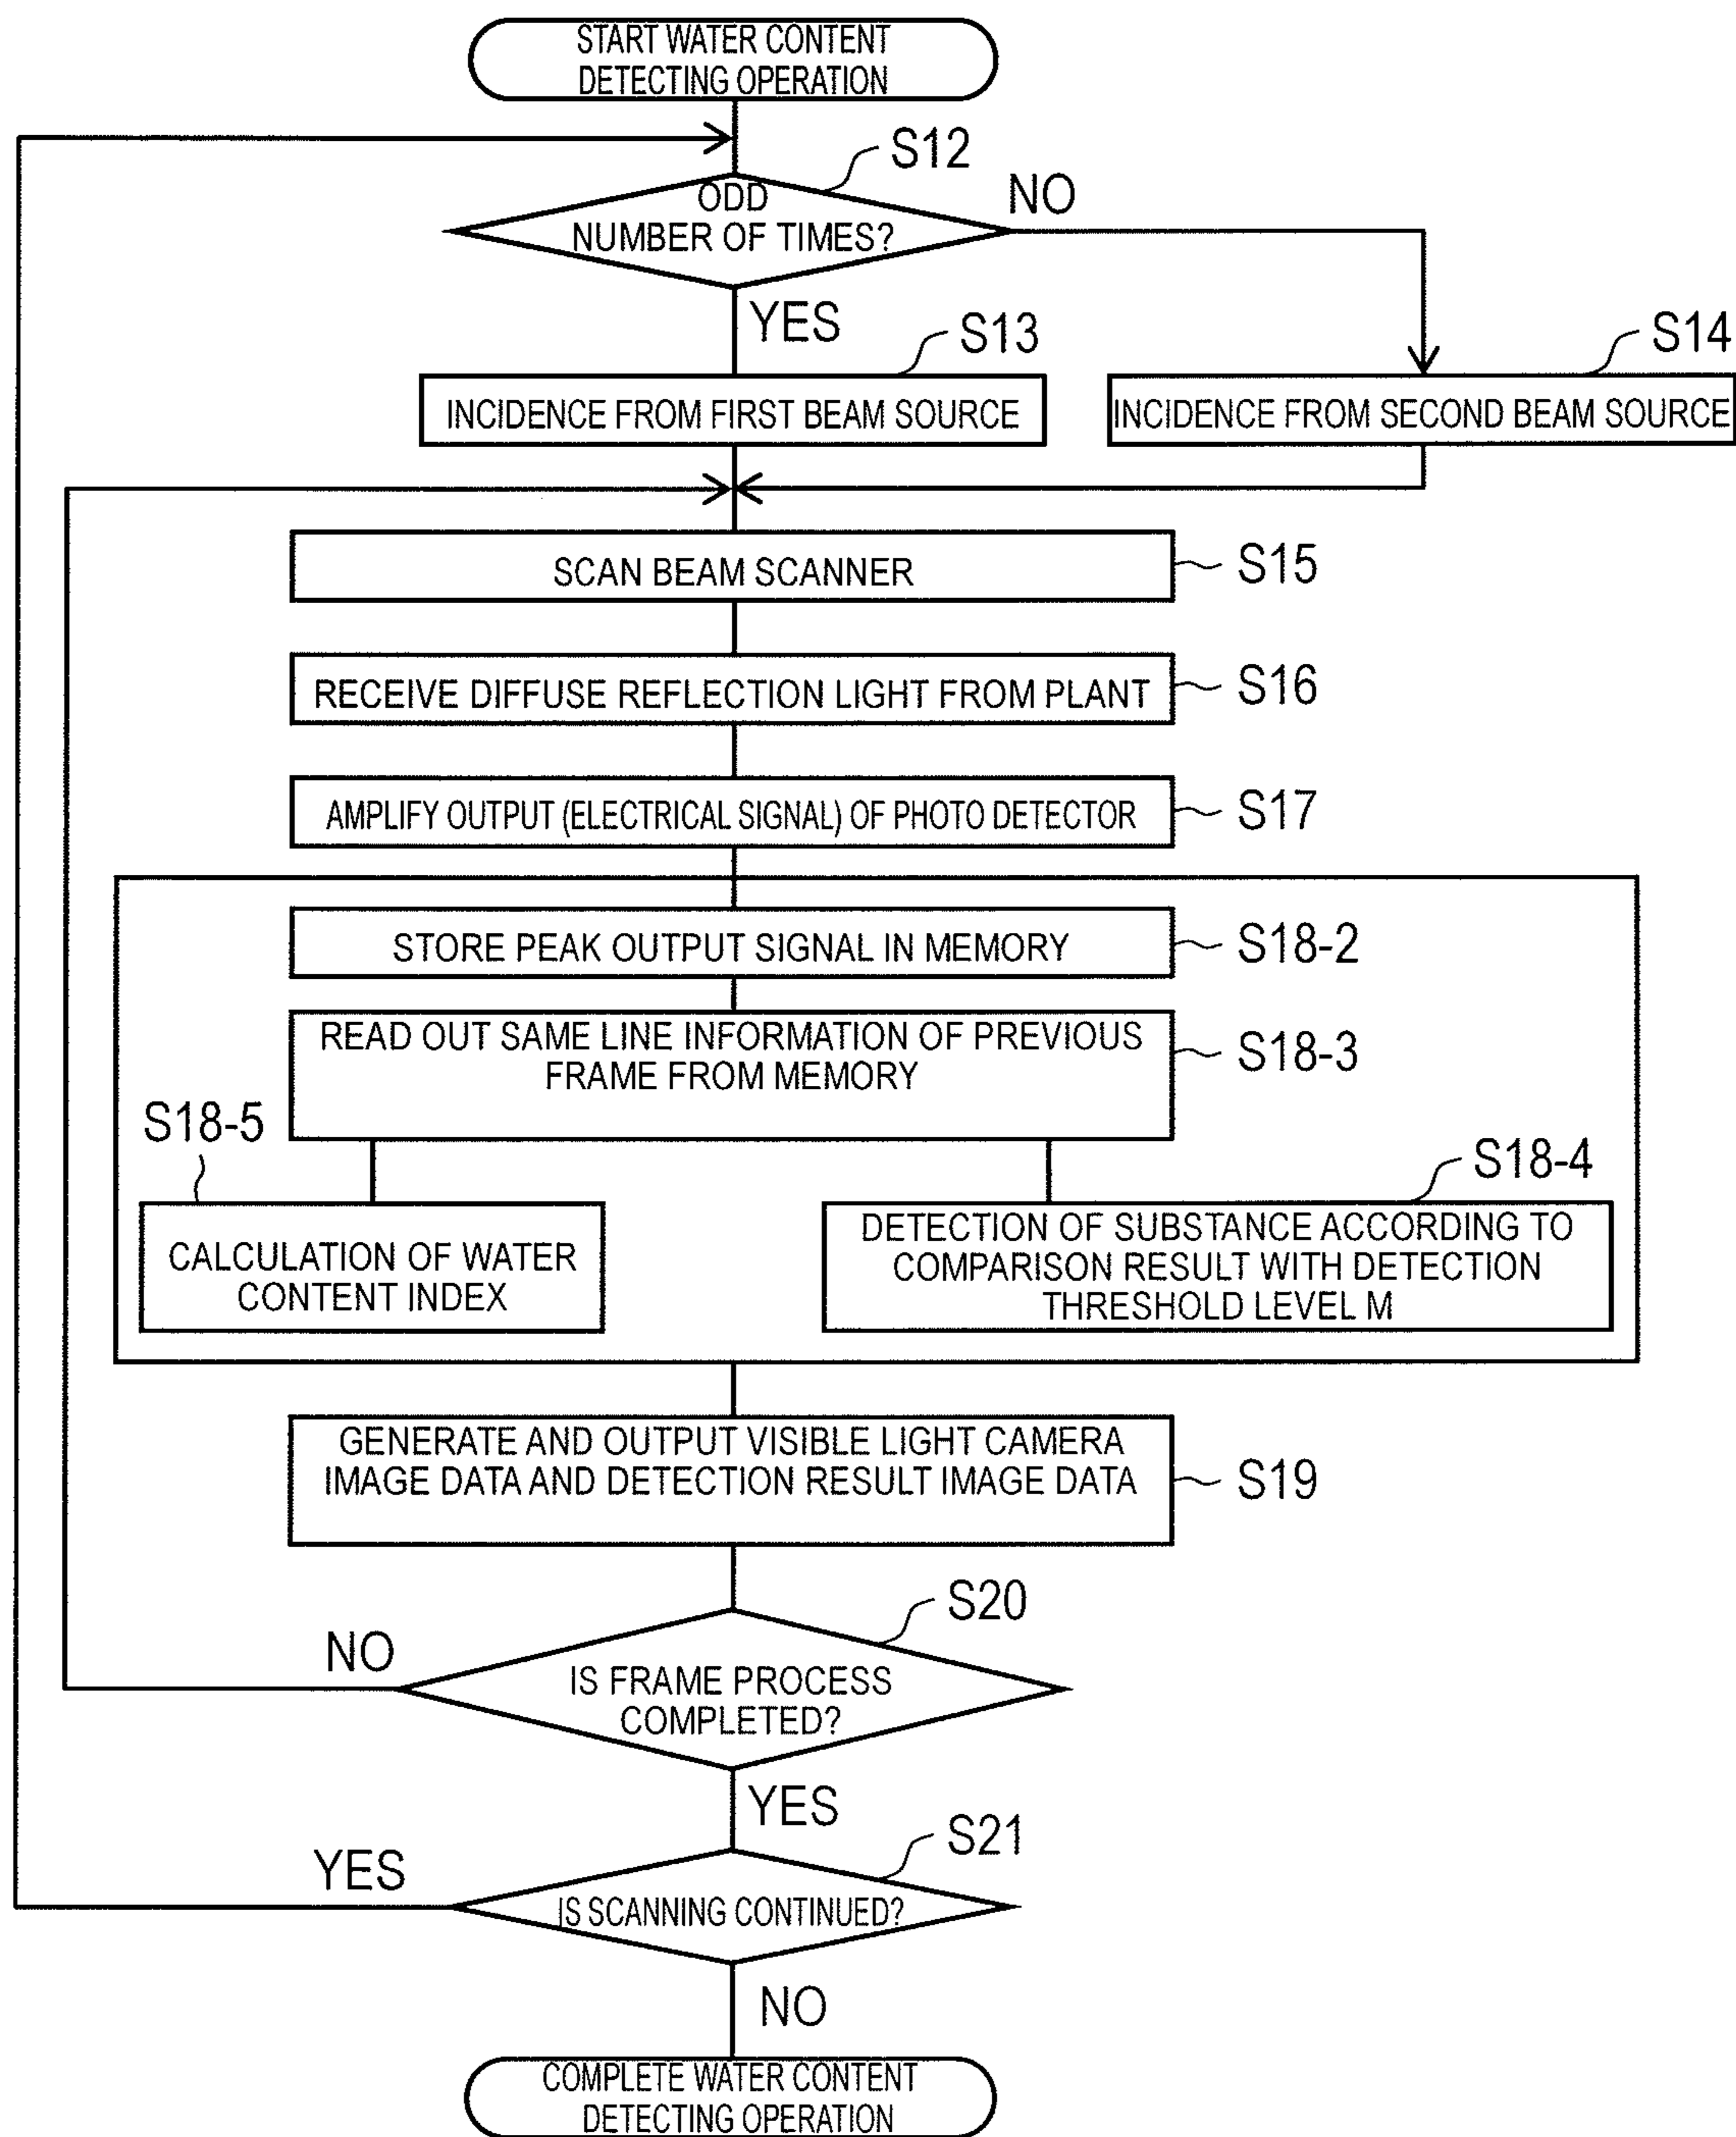 START WATER CONTENT
DETECTING OPERATION
S12
ODD
NUMBER OF TIMES?
NO
YES
S13
S14
INCIDENCE FROM FIRST BEAM SOURCE
INCIDENCE FROM SECOND BEAM SOURCE
SCAN BEAM SCANNER
S15
RECEIVE DIFFUSE REFLECTION LIGHT FROM PLANT
S16
AMPLIFY OUTPUT (ELECTRICAL SIGNAL) OF PHOTO DETECTOR
S17
STORE PEAK OUTPUT SIGNAL IN MEMORY
S18-2
READ OUT SAME LINE INFORMATION OF PREVIOUS
FRAME FROM MEMORY
S18-3
S18-5
S18-4
CALCULATION OF WATER
CONTENT INDEX
DETECTION OF SUBSTANCE ACCORDING TO
COMPARISON RESULT WITH DETECTION
THRESHOLD LEVEL M
GENERATE AND OUTPUT VISIBLE LIGHT CAMERA
IMAGE DATA AND DETECTION RESULT IMAGE DATA
S19
S20
NO
IS FRAME PROCESS
COMPLETED?
YES
S21
YES
IS SCANNING CONTINUED?
NO
COMPLETE WATER CONTENT
DETECTING OPERATION